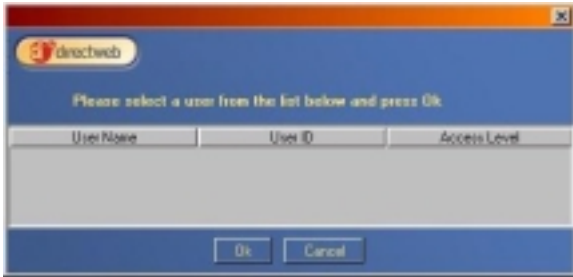 directweb
Please select a user from the list below and press Ok
User Name User ID Access Level
Ok Cancel